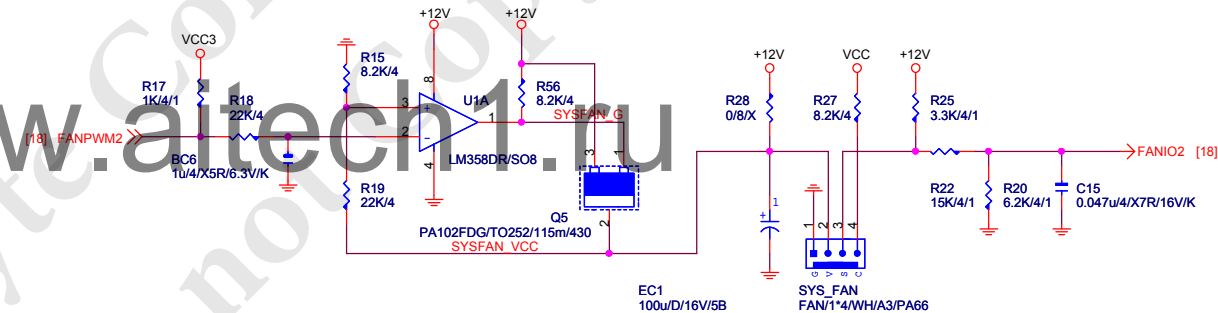 +12V
VCC3
R17
1K/4/1
[18] FANPWM2
R18
22K/4
BC6
1u/4/X5R/6.3V/K
R15
8.2K/4
R19
22K/4
8
3
+
2
-
1
4
U1A
LM358DR/SO8
+12V
R56
8.2K/4
SYSFAN_G
3
1
2
Q5
PA102FDG/TO252/115m/430
SYSFAN_VCC
+12V
R28
0/8/X
+
1
EC1
100u/D/16V/5B
VCC
R27
8.2K/4
+12V
R25
3.3K/4/1
1
2
3
4
G
V
S
C
SYS_FAN
FAN/1*4/WH/A3/PA66
R22
15K/4/1
R20
6.2K/4/1
C15
0.047u/4/X7R/16V/K
FANIO2 [18]
w.aitech1.ru
not Cop